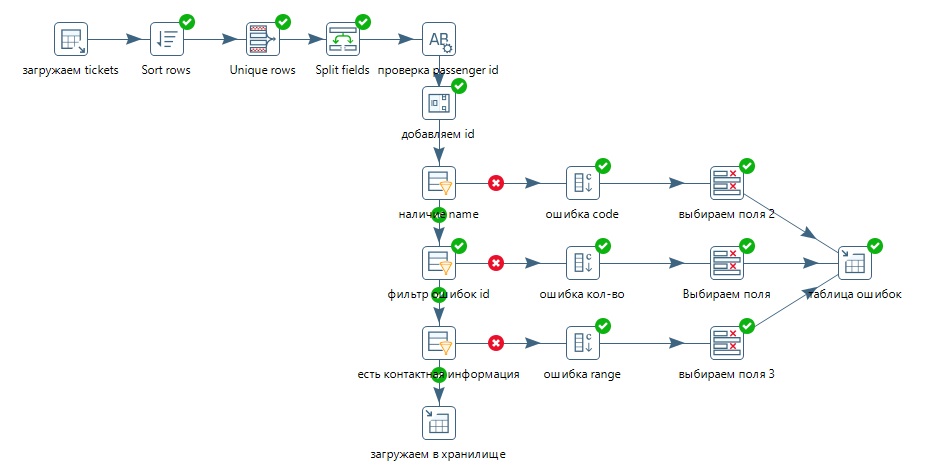 AB
загружаем tickets
Sort rows
Unique rows
Split fields
проверка passenger id
ID
добавляем id
c
наличие name
ошибка code
выбираем поля 2
c
фильтр ошибок id
ошибка кол-во
Выбираем поля
таблица ошибок
c
есть контактная информация
ошибка range
выбираем поля 3
загружаем в хранилище